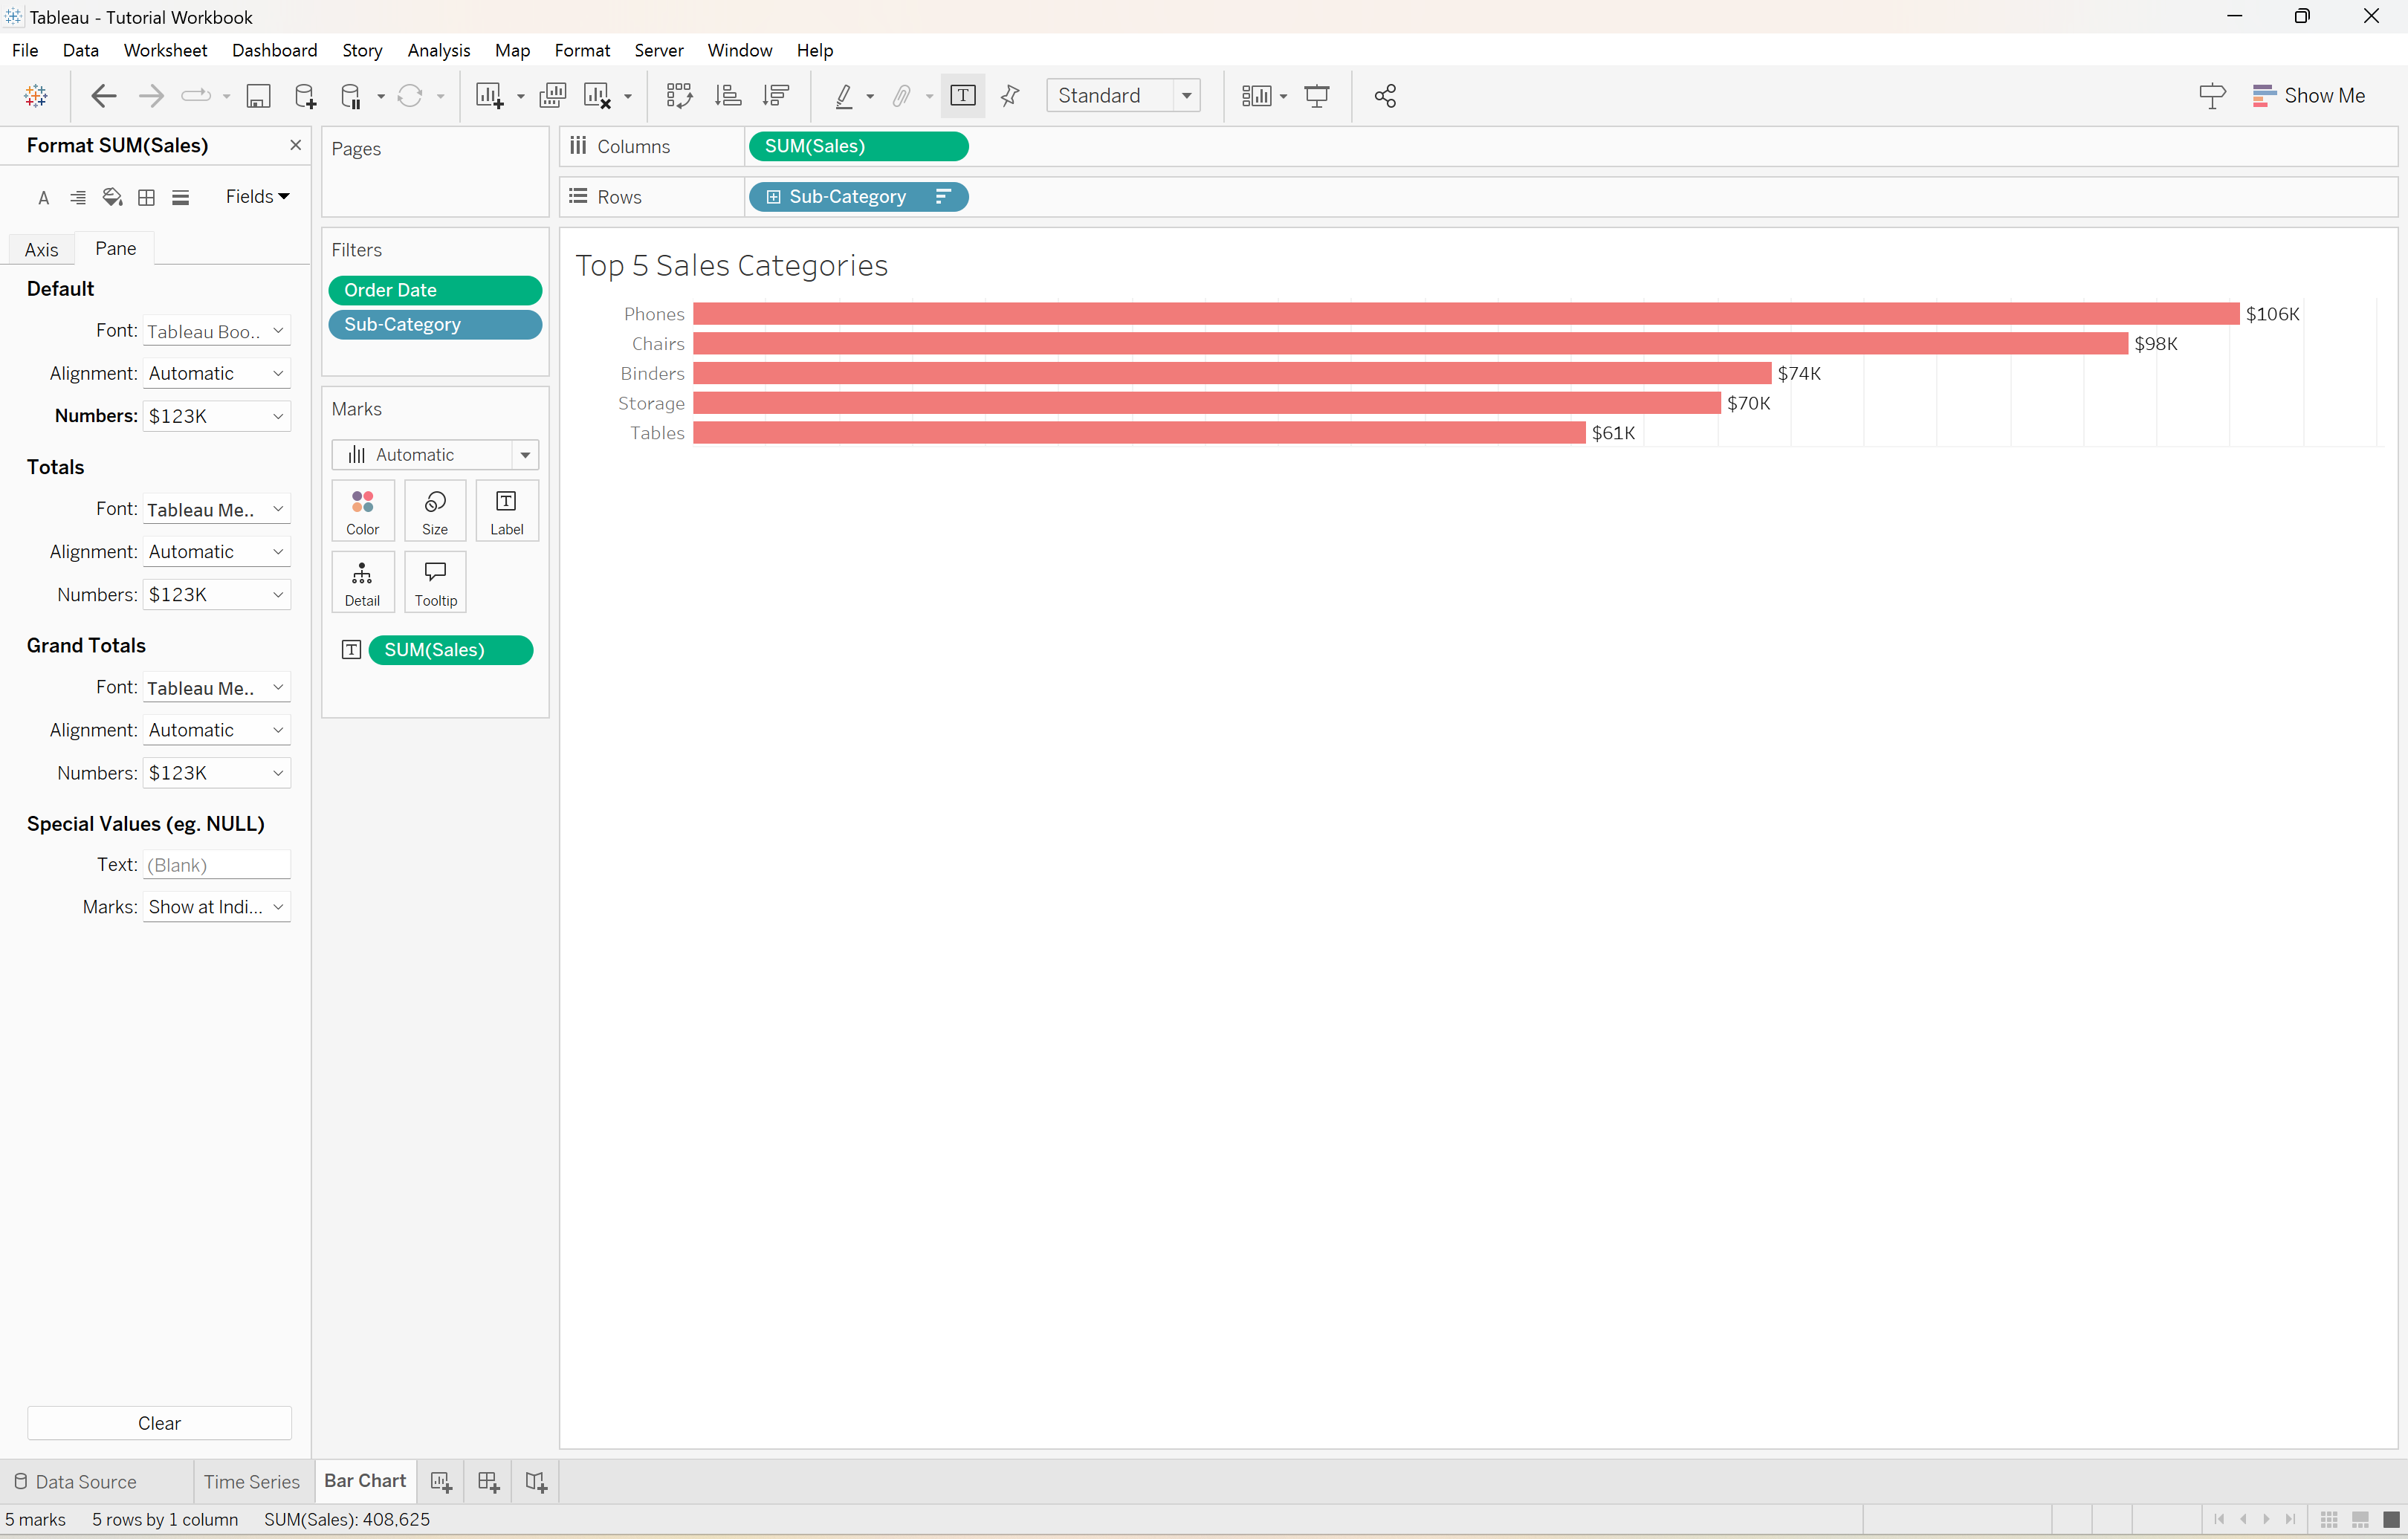 Tableau - Tutorial Workbook
File Data Worksheet Dashboard Story Analysis Map Format Server Window Help
Standard
Show Me
Format SUM(Sales)
Fields
Axis Pane
Default
Font: Tableau Boo..
Alignment: Automatic
Numbers: $123K
Totals
Font: Tableau Me..
Alignment: Automatic
Numbers: $123K
Grand Totals
Font: Tableau Me..
Alignment: Automatic
Numbers: $123K
Special Values (eg. NULL)
Text: (Blank)
Marks: Show at Indi...
Clear
Pages
Filters
Order Date
Sub-Category
Marks
Automatic
Color Size Label
Detail Tooltip
SUM(Sales)
Columns SUM(Sales)
Rows Sub-Category
Top 5 Sales Categories
Phones $106K
Chairs $98K
Binders $74K
Storage $70K
Tables $61K
Data Source Time Series Bar Chart
5 marks 5 rows by 1 column SUM(Sales): 408,625